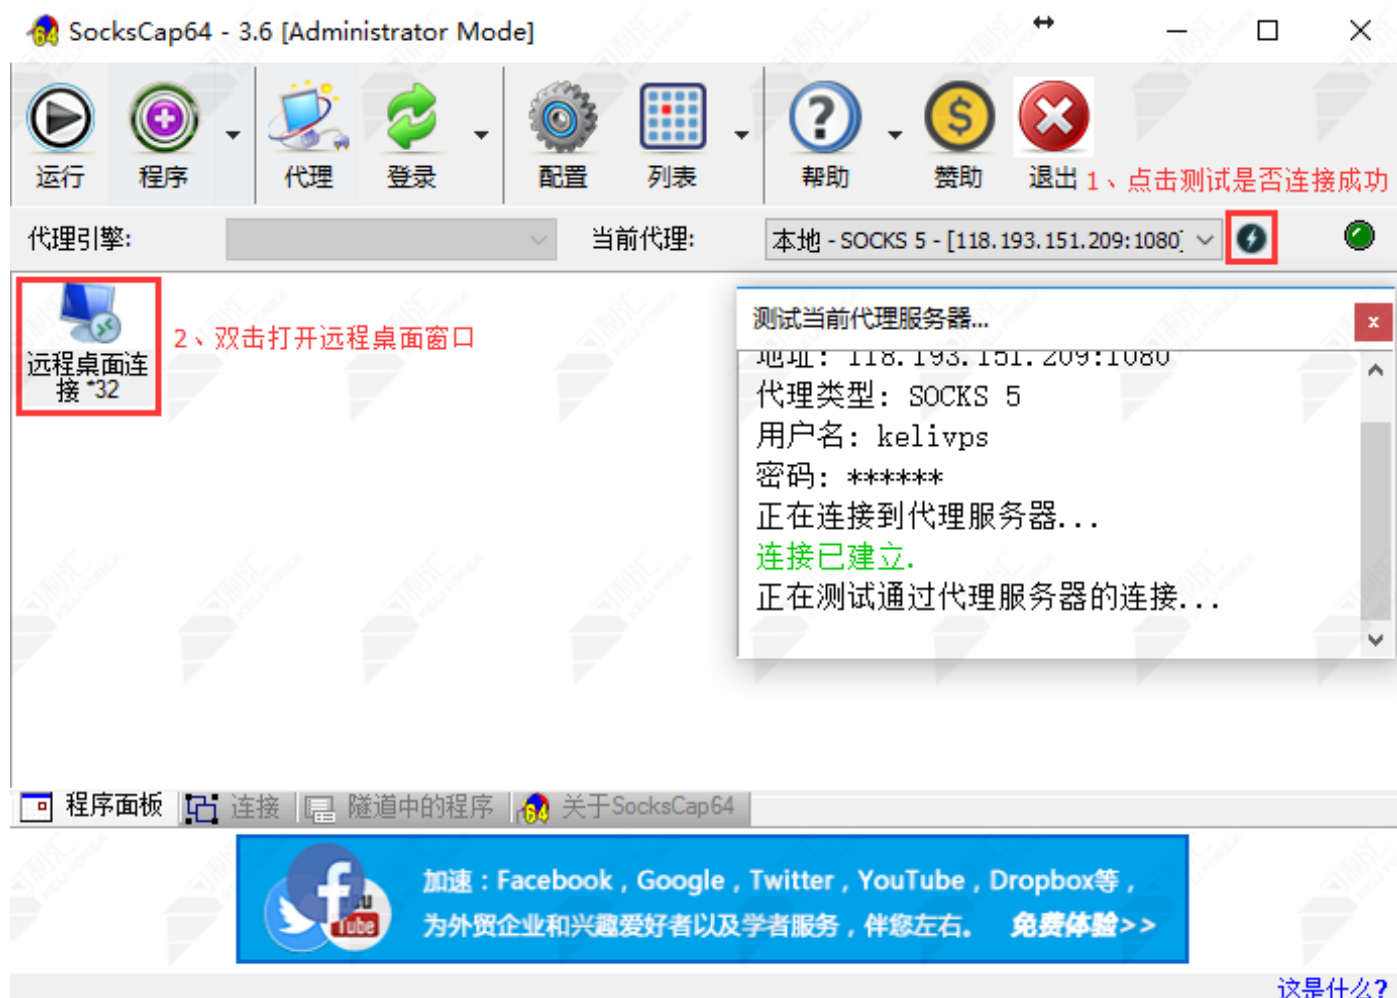 SocksCap64 - 3.6 [Administrator Mode]
运行 程序 代理 登录 配置 列表 帮助 赞助 退出
1、点击测试是否连接成功
代理引擎: 当前代理: 本地 - SOCKS 5 - [118.193.151.209:1080]
远程桌面连
接 *32
2、双击打开远程桌面窗口
测试当前代理服务器...
地址: 118.193.151.209:1080
代理类型: SOCKS 5
用户名: kelivps
密码: ******
正在连接到代理服务器...
连接已建立.
正在测试通过代理服务器的连接...
程序面板 连接 隧道中的程序 关于SocksCap64
加速：Facebook，Google，Twitter，YouTube，Dropbox等，
为外贸企业和兴趣爱好者以及学者服务，伴您左右。 免费体验>>
这是什么?